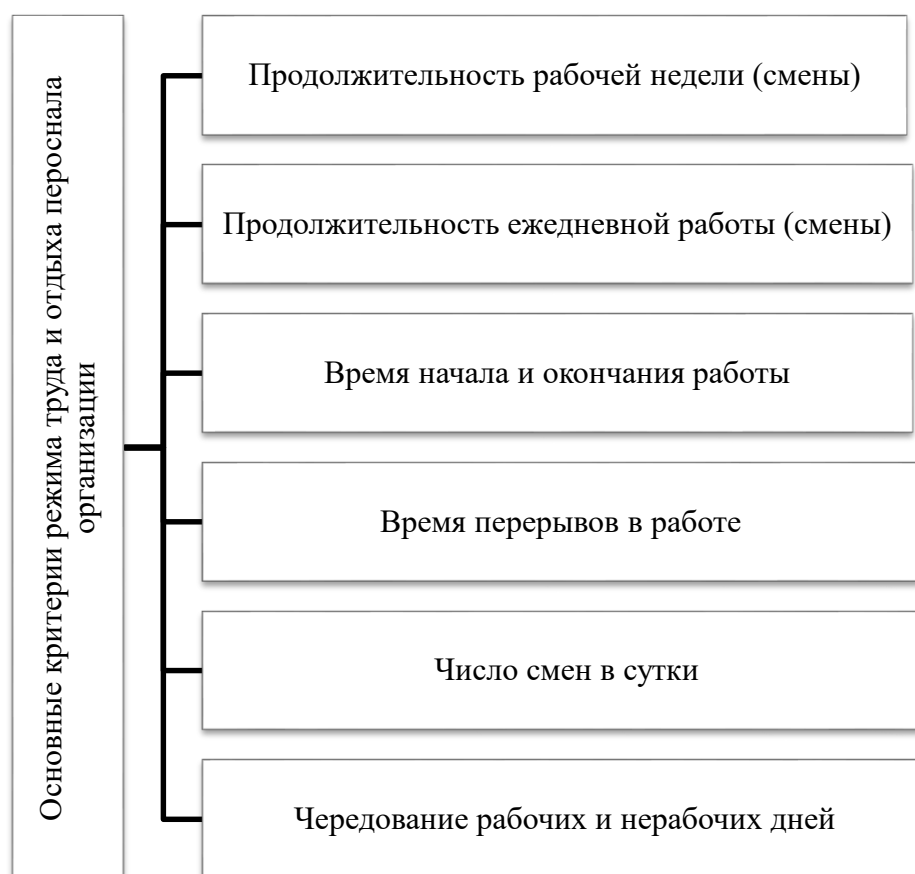 Основные критерии режима труда и отдыха пероснала
организации
Продолжительность рабочей недели (смены)
Продолжительность ежедневной работы (смены)
Время начала и окончания работы
Время перерывов в работе
Число смен в сутки
Чередование рабочих и нерабочих дней